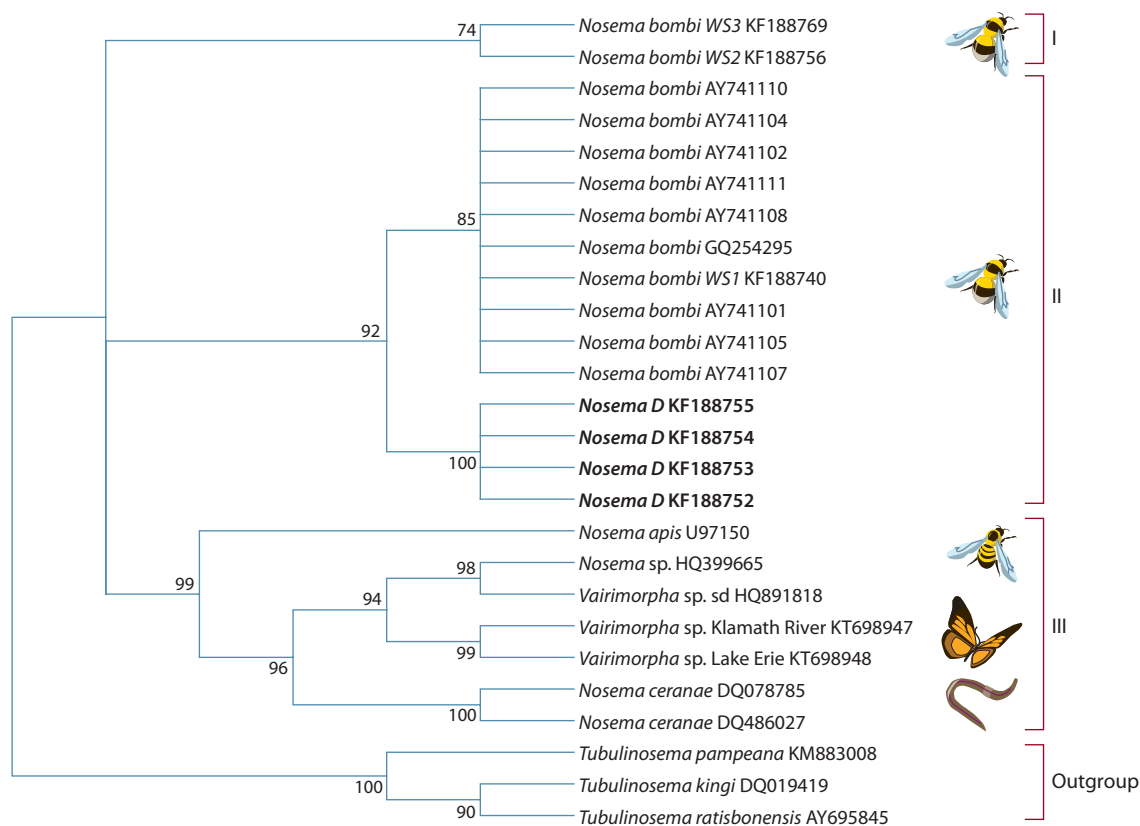 74
Nosema bombi WS3 KF188769
I
Nosema bombi WS2 KF188756
Nosema bombi AY741110
Nosema bombi AY741104
Nosema bombi AY741102
Nosema bombi AY741111
85
Nosema bombi AY741108
Nosema bombi GQ254295
Nosema bombi WS1 KF188740
II
Nosema bombi AY741101
92
Nosema bombi AY741105
Nosema bombi AY741107
Nosema D KF188755
Nosema D KF188754
100
Nosema D KF188753
Nosema D KF188752
Nosema apis U97150
99
98
Nosema sp. HQ399665
94
Vairimorpha sp. sd HQ891818
Vairimorpha sp. Klamath River KT698947
III
96
99
Vairimorpha sp. Lake Erie KT698948
Nosema ceranae DQ078785
100
Nosema ceranae DQ486027
Tubulinosema pampeana KM883008
100
Tubulinosema kingi DQ019419
Outgroup
90
Tubulinosema ratisbonensis AY695845